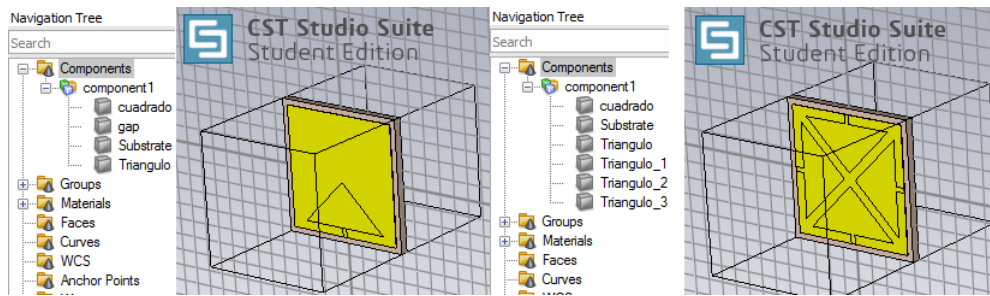 Navigation Tree
Search
Components
component1
cuadrado
gap
Substrate
Triangulo
Groups
Materials
Faces
Curves
WCS
Anchor Points
CST Studio Suite
Student Edition
Navigation Tree
Search
Components
component1
cuadrado
Substrate
Triangulo
Triangulo_1
Triangulo_2
Triangulo_3
Groups
Materials
Faces
Curves
CST Studio Suite
Student Edition